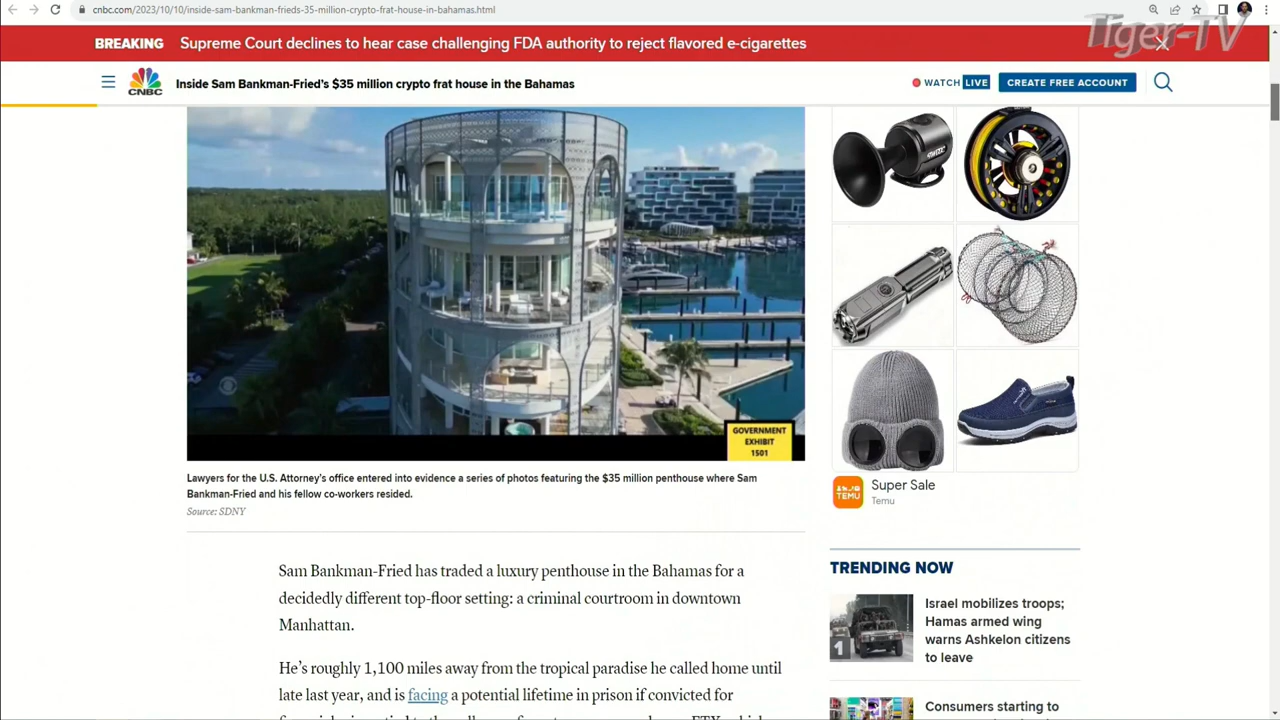 cnbc.com/2023/10/10/inside-sam-bankman-frieds-35-million-crypto-frat-house-in-bahamas.html
Tiger-TV
BREAKING Supreme Court declines to hear case challenging FDA authority to reject flavored e-cigarettes
CNBC
Inside Sam Bankman-Fried's $35 million crypto frat house in the Bahamas
WATCH LIVE
CREATE FREE ACCOUNT
GOVERNMENT
EXHIBIT
1501
Lawyers for the U.S. Attorney's office entered into evidence a series of photos featuring the $35 million penthouse where Sam
Bankman-Fried and his fellow co-workers resided.
Source: SDNY
Sam Bankman-Fried has traded a luxury penthouse in the Bahamas for a
decidedly different top-floor setting: a criminal courtroom in downtown
Manhattan.
He's roughly 1,100 miles away from the tropical paradise he called home until
late last year, and is facing a potential lifetime in prison if convicted for
TEMU
Super Sale
Temu
TRENDING NOW
1
Israel mobilizes troops;
Hamas armed wing
warns Ashkelon citizens
to leave
Consumers starting to